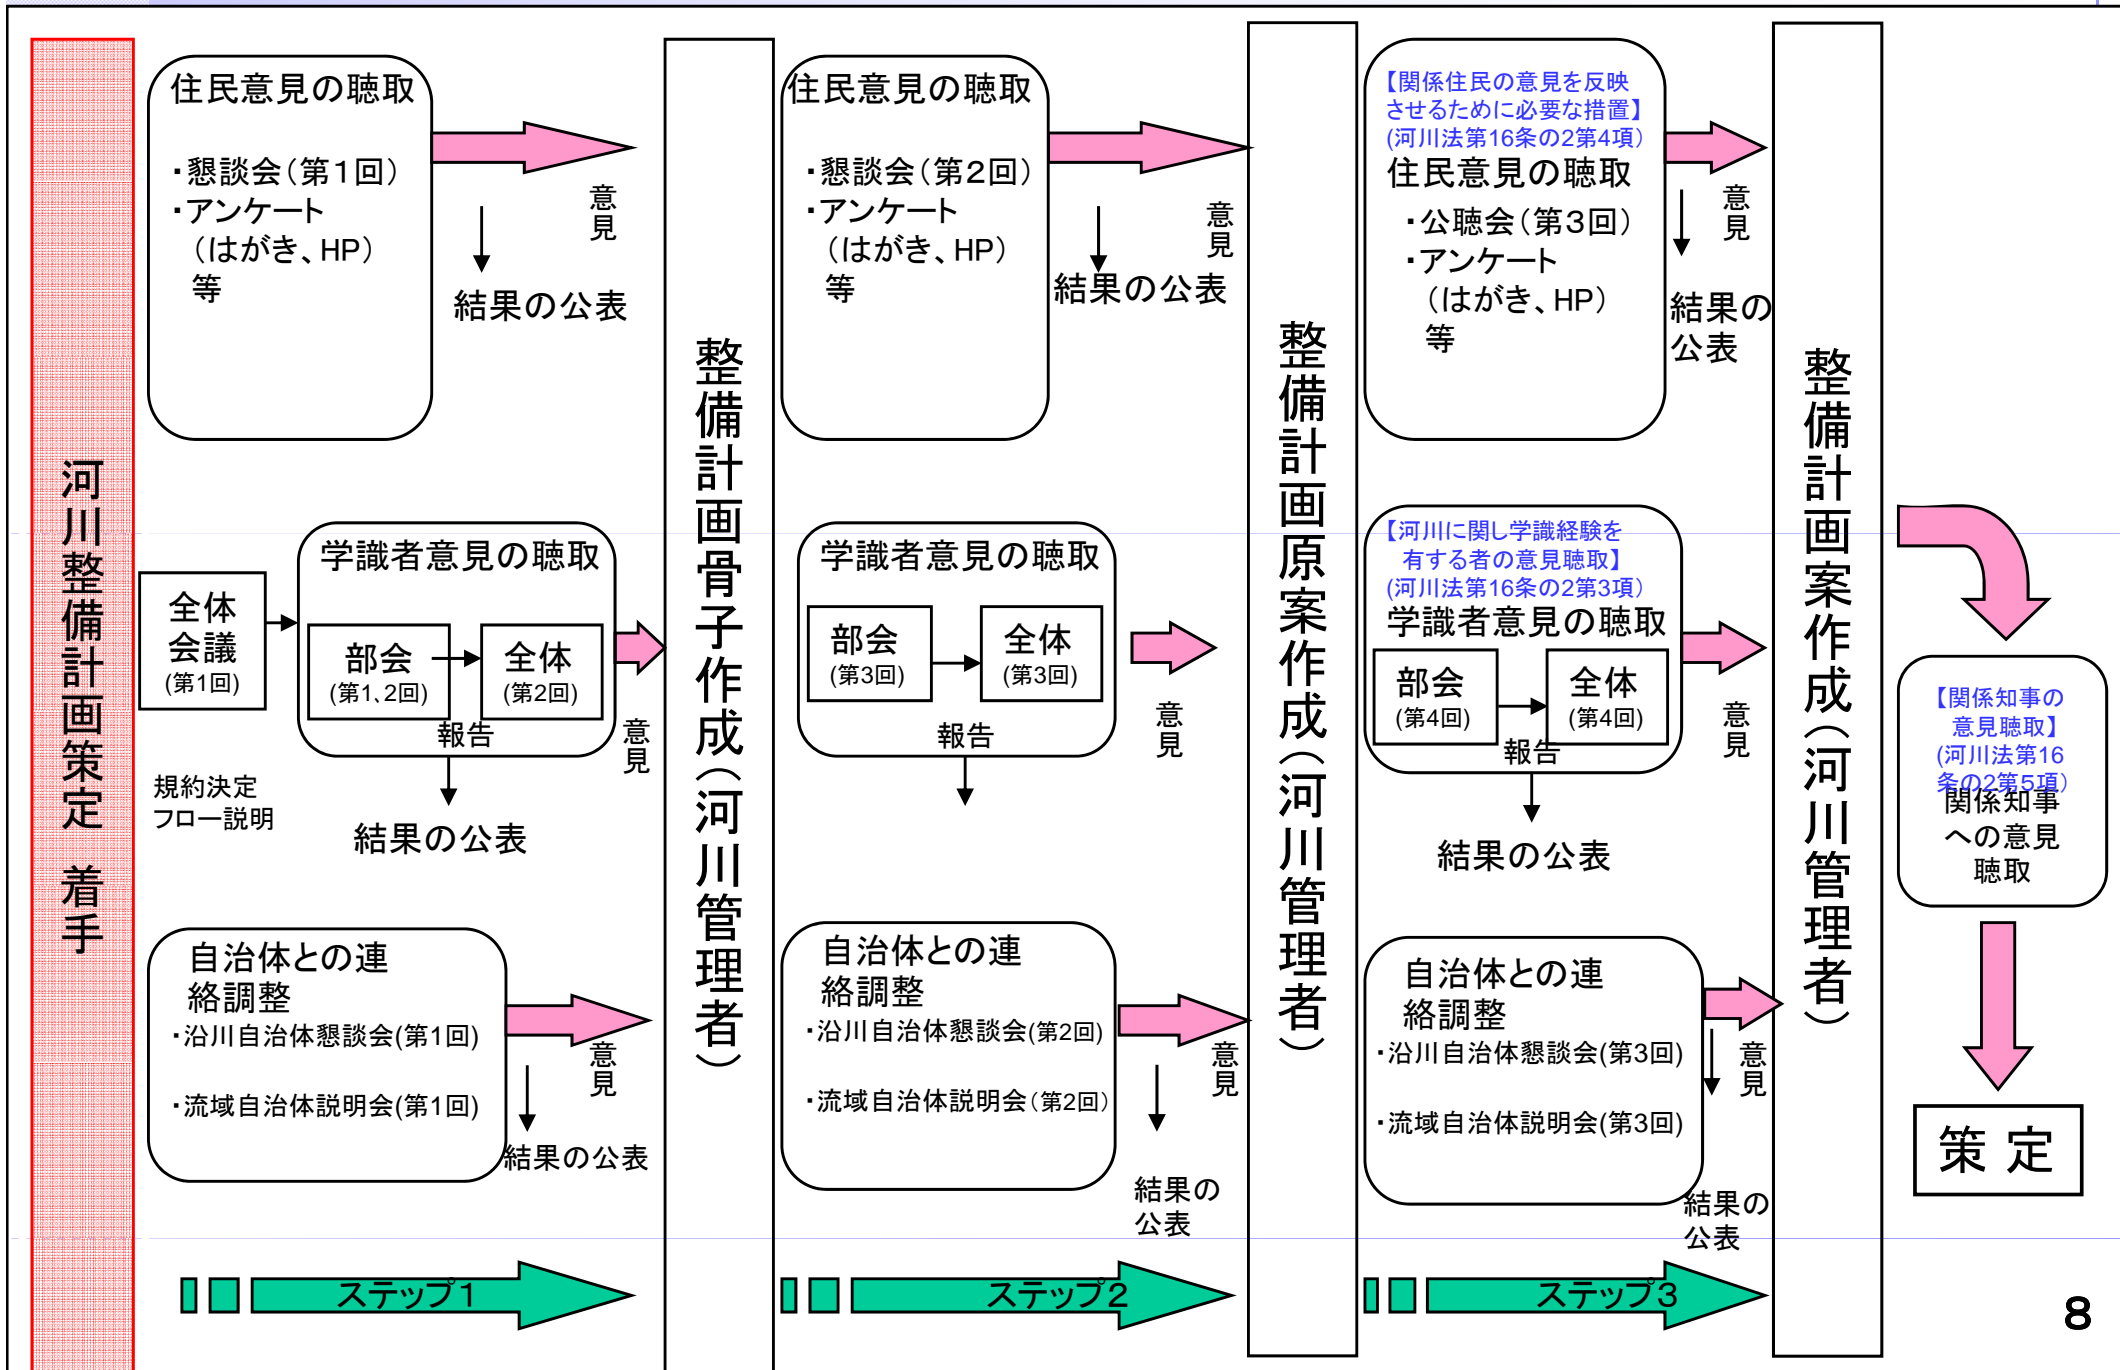 河川整備計画策定 着手
住民意見の聴取
・懇談会(第1回)
・アンケート
(はがき、HP)
等
意見
結果の公表
全体
会議
(第1回)
規約決定
フロー説明
学識者意見の聴取
部会
(第1、2回)
全体
(第2回)
報告
意見
結果の公表
自治体との連
絡調整
・沿川自治体懇談会(第1回)
・流域自治体説明会(第1回)
意見
結果の公表
ステップ1
整備計画骨子作成(河川管理者)
住民意見の聴取
・懇談会(第2回)
・アンケート
(はがき、HP)
等
意見
結果の公表
学識者意見の聴取
部会
(第3回)
全体
(第3回)
報告
意見
自治体との連
絡調整
・沿川自治体懇談会(第2回)
・流域自治体説明会(第2回)
意見
結果の
公表
ステップ2
整備計画原案作成(河川管理者)
【関係住民の意見を反映
させるために必要な措置】
(河川法第16条の2第4項)
住民意見の聴取
・公聴会(第3回)
・アンケート
(はがき、HP)
等
意見
結果の
公表
【河川に関し学識経験を
有する者の意見聴取】
(河川法第16条の2第3項)
学識者意見の聴取
部会
(第4回)
全体
(第4回)
報告
意見
結果の公表
自治体との連
絡調整
・沿川自治体懇談会(第3回)
・流域自治体説明会(第3回)
意見
結果の
公表
ステップ3
整備計画案作成(河川管理者)
【関係知事の
意見聴取】
(河川法第16
条の2第5項)
関係知事
への意見
聴取
策 定
8